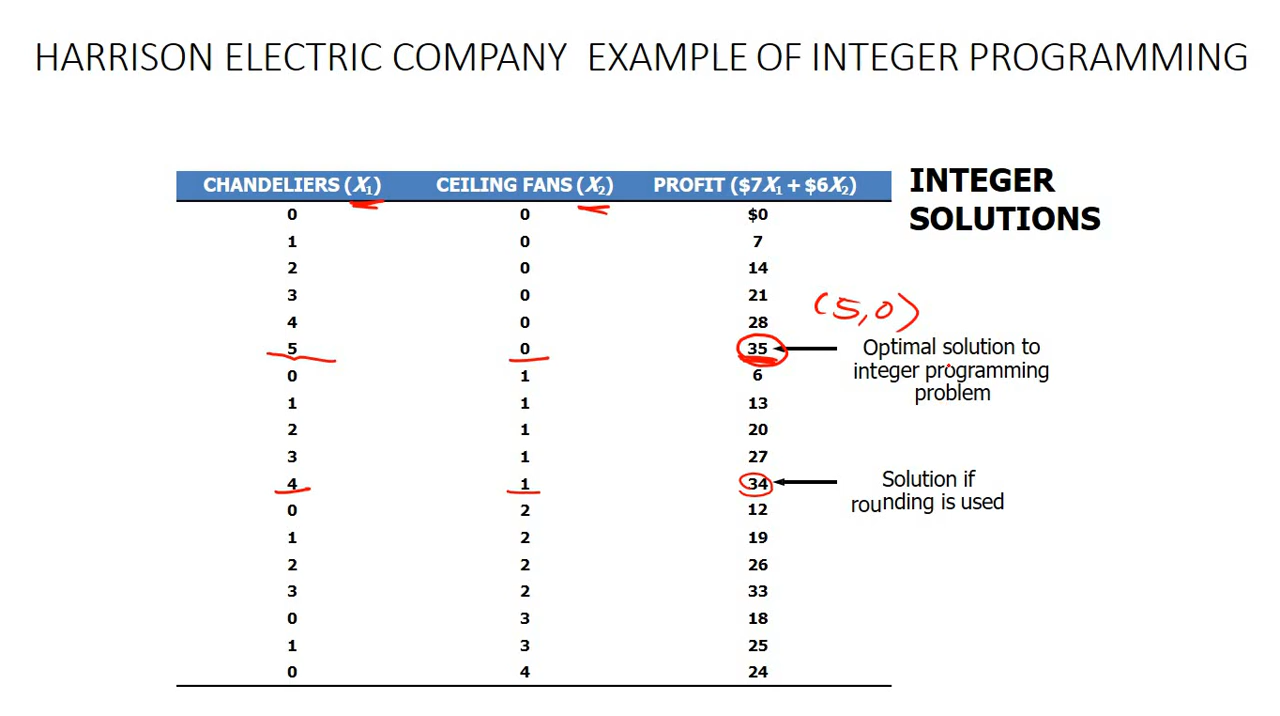 HARRISON ELECTRIC COMPANY EXAMPLE OF INTEGER PROGRAMMING
CHANDELIERS (X1) CEILING FANS (X2) PROFIT ($7X1 + $6X2)
INTEGER
SOLUTIONS
0 0 $0
1 0 7
2 0 14
3 0 21
(5,0)
4 0 28
5 0 35
Optimal solution to
integer programming
problem
0 1 6
1 1 13
2 1 20
3 1 27
4 1 34
Solution if
rounding is used
0 2 12
1 2 19
2 2 26
3 2 33
0 3 18
1 3 25
0 4 24